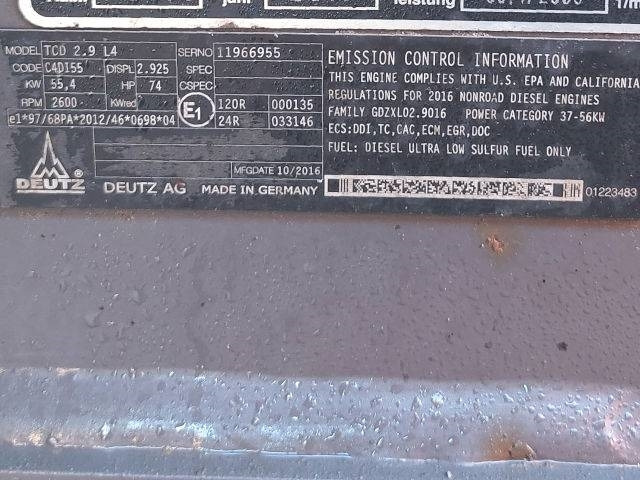 jahr
leistung
1/m
MODEL TCD 2.9 L4 SERNO 11966955
CODE C4D155 DISPL 2.925 SPEC
KW 55,4 HP 74 CSPEC
RPM 2600 KWred E1 120R 000135
e1*97/68PA*2012/46*0698*04 24R 033146
MFGDATE 10/2016
DEUTZ ® DEUTZ AG MADE IN GERMANY
EMISSION CONTROL INFORMATION
THIS ENGINE COMPLIES WITH U.S. EPA AND CALIFORNIA
REGULATIONS FOR 2016 NONROAD DIESEL ENGINES
FAMILY GDZXL02.9016 POWER CATEGORY 37-56KW
ECS:DDI,TC,CAC,ECM,EGR,DOC
FUEL: DIESEL ULTRA LOW SULFUR FUEL ONLY
01223483